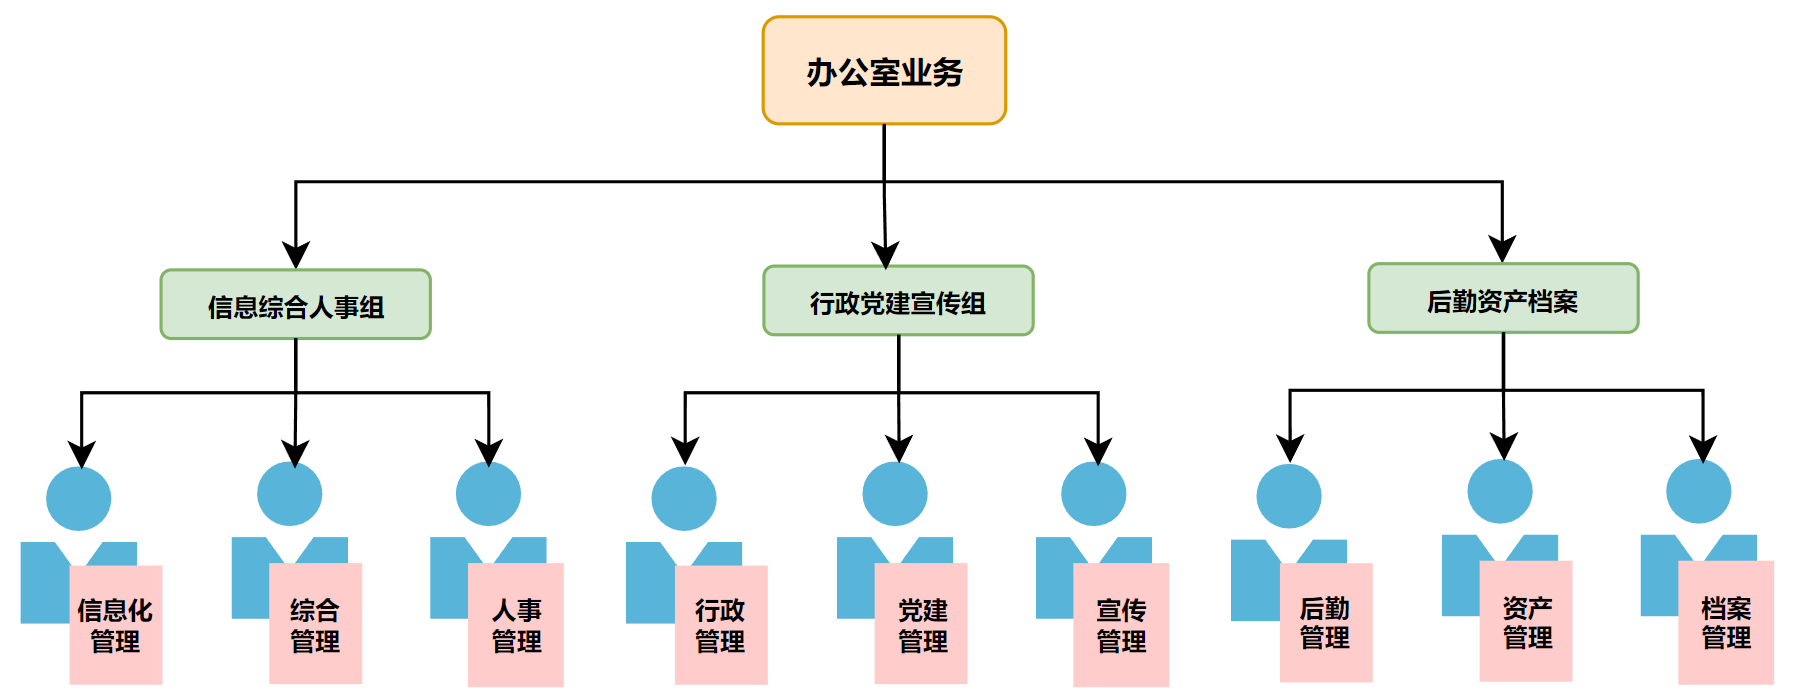 办公室业务
信息综合人事组
行政党建宣传组
后勤资产档案
信息化
管理
综合
管理
人事
管理
行政
管理
党建
管理
宣传
管理
后勤
管理
资产
管理
档案
管理